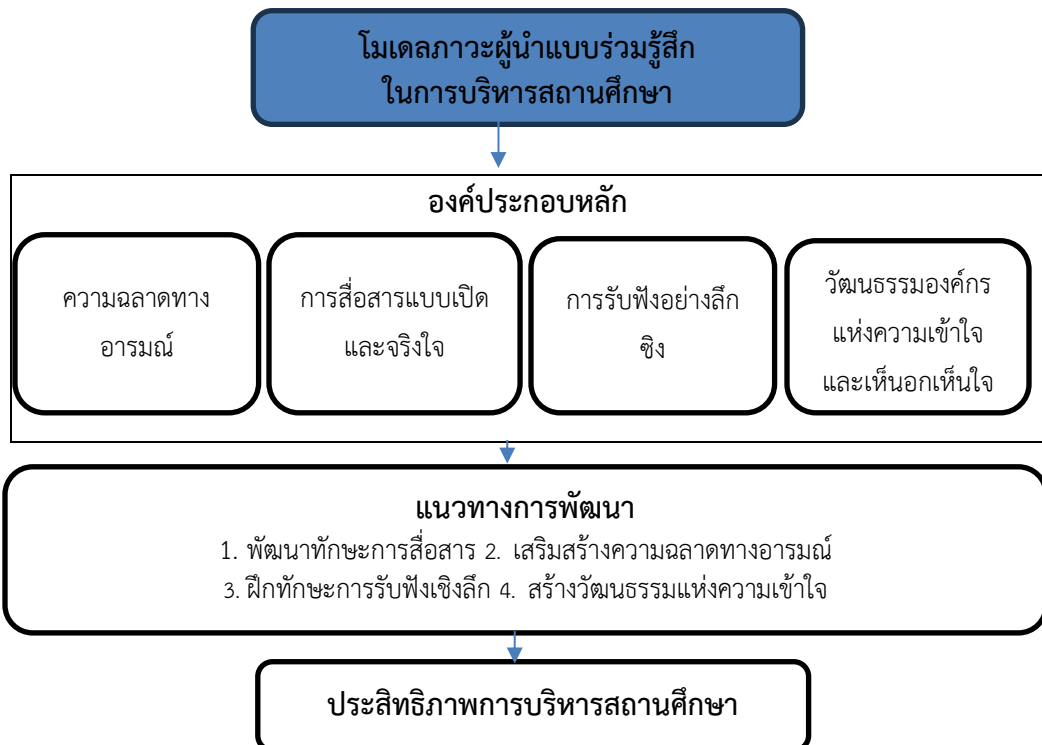 โมเดลภาวะผู้นำแบบร่วมรู้สึก
ในการบริหารสถานศึกษา
องค์ประกอบหลัก
ความฉลาดทาง
อารมณ์
การสื่อสารแบบเปิด
และจริงใจ
การรับฟังอย่างลึก
ซิง
วัฒนธรรมองค์กร
แห่งความเข้าใจ
และเห็นอกเห็นใจ
แนวทางการพัฒนา
1. พัฒนาทักษะการสื่อสาร 2. เสริมสร้างความฉลาดทางอารมณ์
3. ฝึกทักษะการรับฟังเชิงลึก 4. สร้างวัฒนธรรมแห่งความเข้าใจ
ประสิทธิภาพการบริหารสถานศึกษา